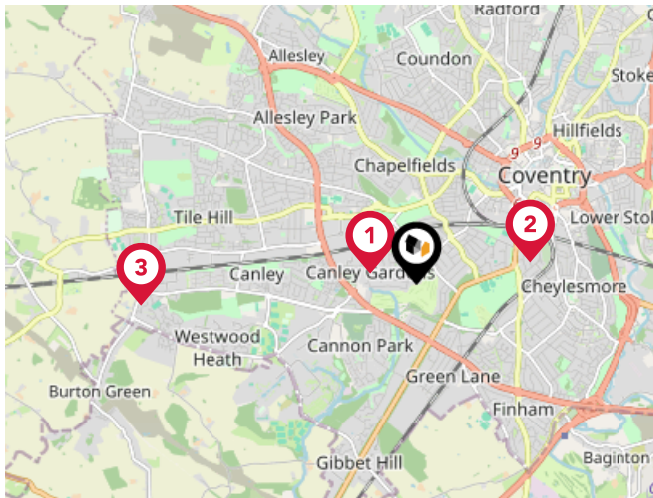 Radford
Allesley
Coundon
Stoke
Allesley Park
Hillfields
9
9
Chapelfields
Coventry
Tile Hill
2
Lower Stol
1
3
Canley
Canley Gardens
Cheylesmore
Westwood
Heath
Cannon Park
Green Lane
Burton Green
Finham
Gibbet Hill
Baginton